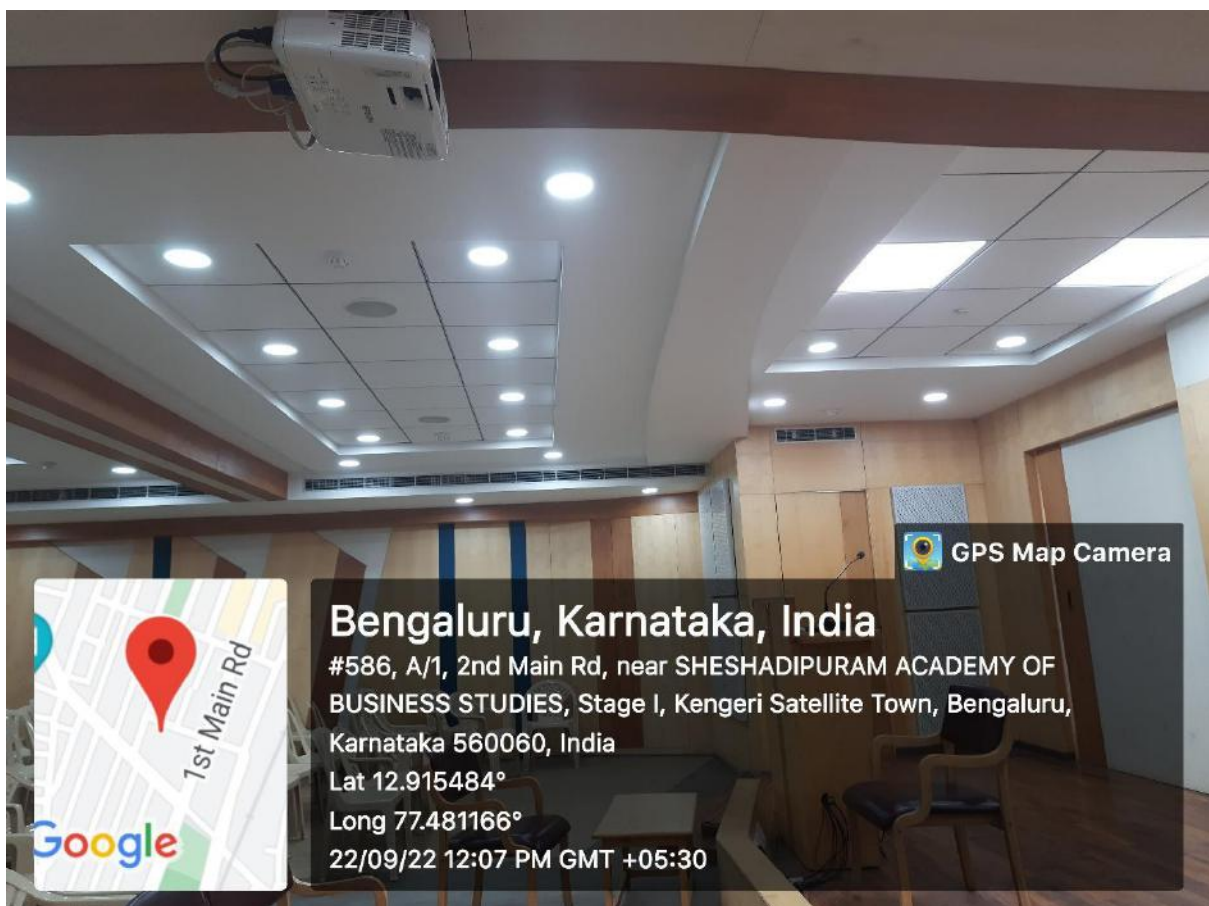 GPS Map Camera
Bengaluru, Karnataka, India
#586, A/1, 2nd Main Rd, near SHESHADIPURAM ACADEMY OF
BUSINESS STUDIES, Stage I, Kengeri Satellite Town, Bengaluru,
Karnataka 560060, India
Lat 12.915484°
Long 77.481166°
22/09/22 12:07 PM GMT +05:30
1st Main Rd
Google